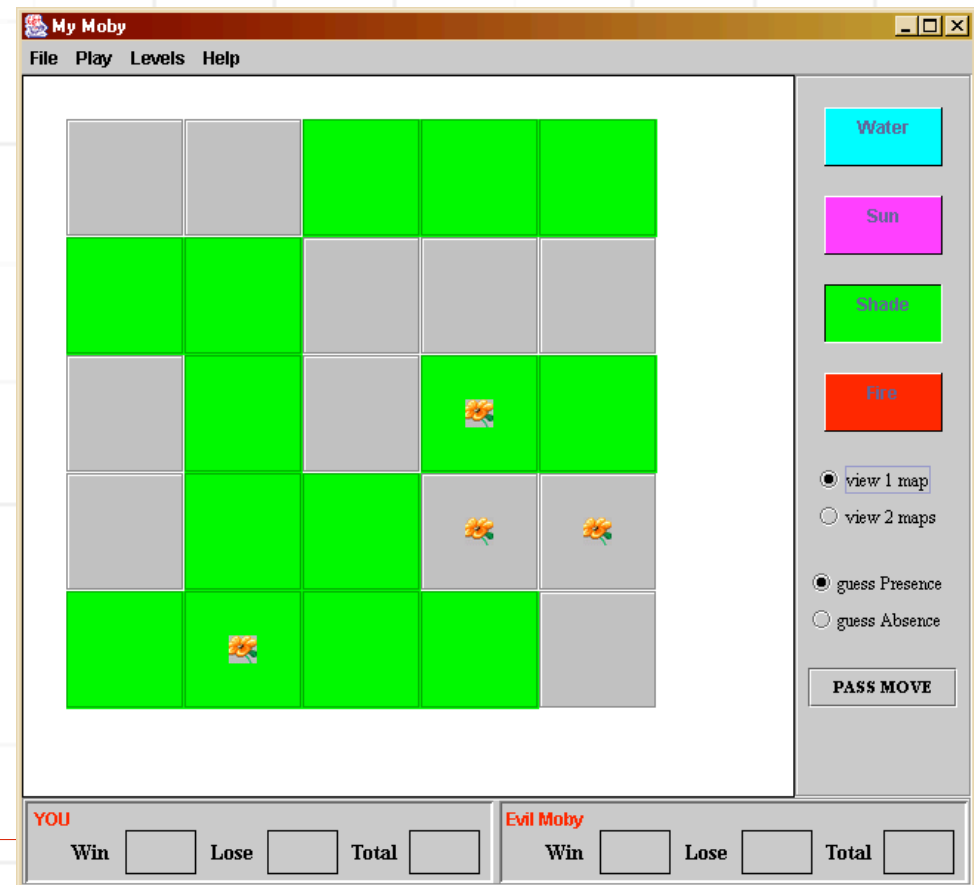 My Moby
File Play Levels Help
Water
Sun
Shade
Fire
view 1 map
view 2 maps
guess Presence
guess Absence
PASS MOVE
YOU
Win Lose Total
Evil Moby
Win Lose Total